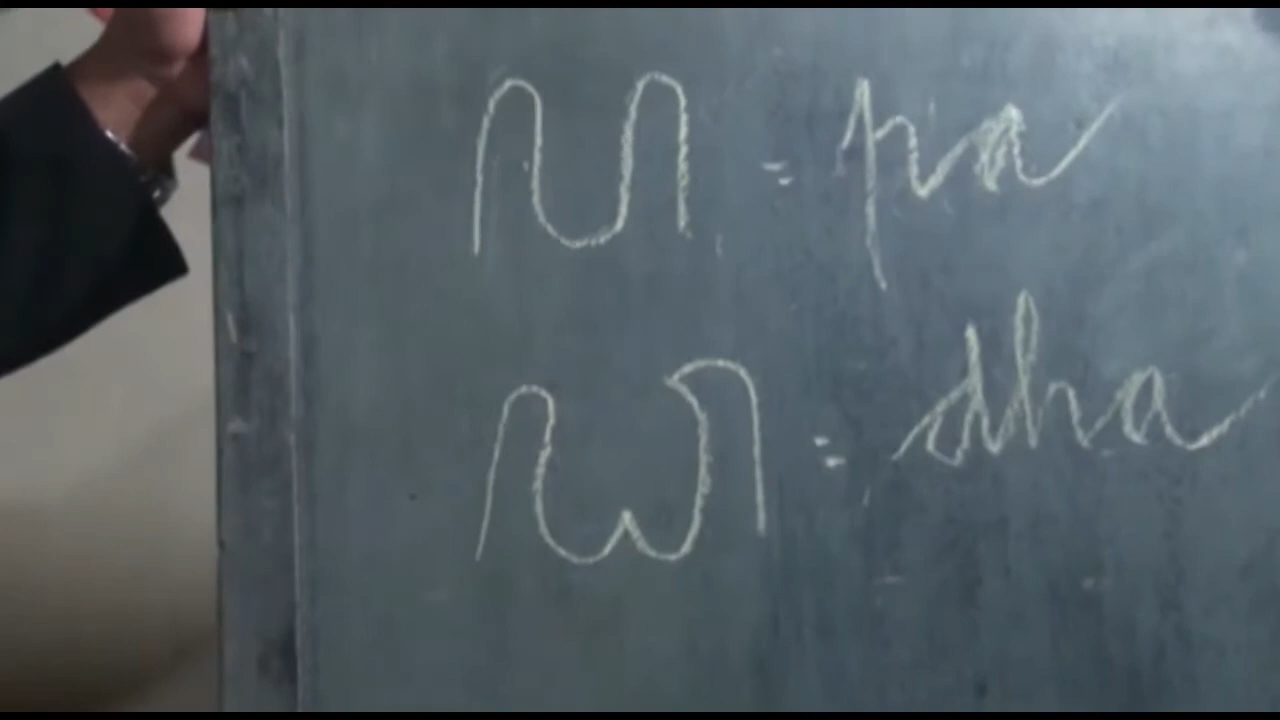 ꦥ = pa
ꦝ = dha